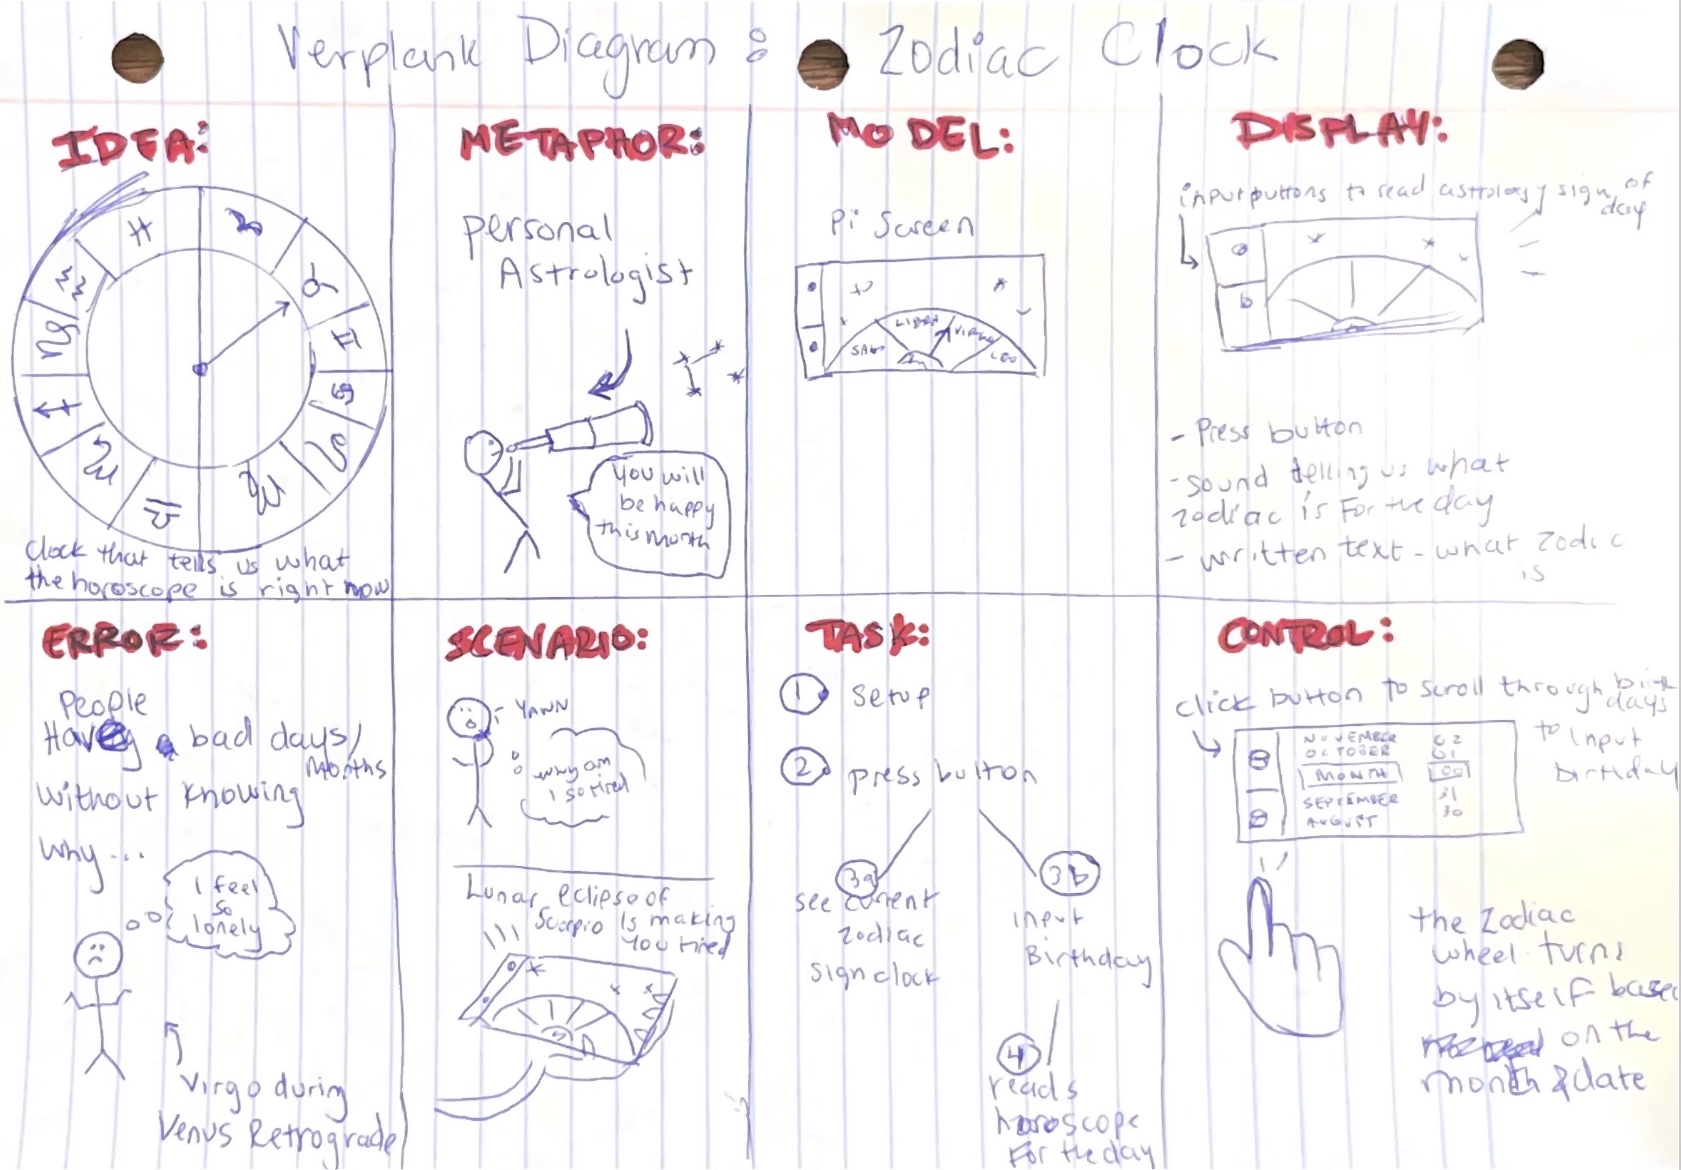 Verplank Diagram : Zodiac Clock
IDEA:
Clock that tells us what
the horoscope is right now
METAPHOR:
personal
Astrologist
You will
be happy
this month
MODEL:
Pi Screen
LIBRA
VIRGO
LEO
DISPLAY:
input buttons to read astrology sign of
day
- Press button
- sound telling us what
zodiac is For the day
- written text - what zodic
is
ERROR:
People
Hav bad days/
Months
without knowing
why...
I feel
so
lonely
Virgo during
Venus Retrograde
SCENARIO:
YAWN
why am
I so tired
Lunar eclipse of
Scorpio is making
you tired
TASK:
1 setup
2 press button
3a
see current
zodiac
sign clock
3b
input
Birthday
4
reads
horoscope
For the day
CONTROL:
click button to scroll through birth
days
to input
birthday
NOVEMBER 02
OCTOBER 01
MONTH 00
SEPTEMBER 31
AUGUST 30
the Zodiac
wheel turns
by itself based
on the
month & date